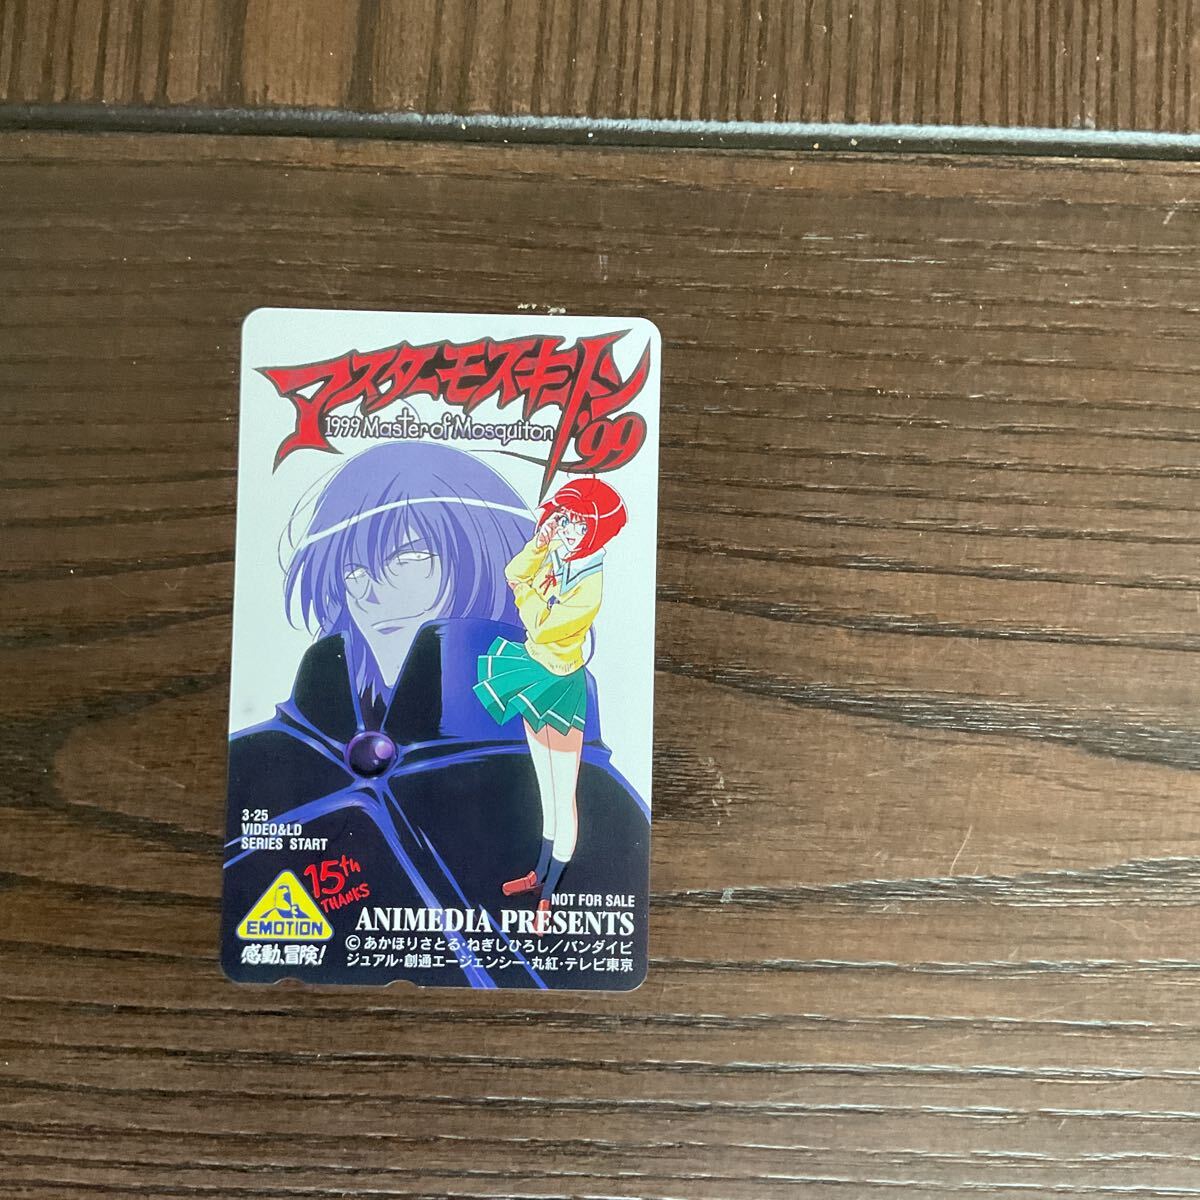 マスターモスキートン'99
1999 Master of Mosquiton
3·25
VIDEO&LD
SERIES START
15th
THANKS
EMOTION
感動、冒険!
NOT FOR SALE
ANIMEDIA PRESENTS
©あかほりさとる・ねぎしひろし/バンダイビ
ジュアル・創通エージェンシー・丸紅・テレビ東京